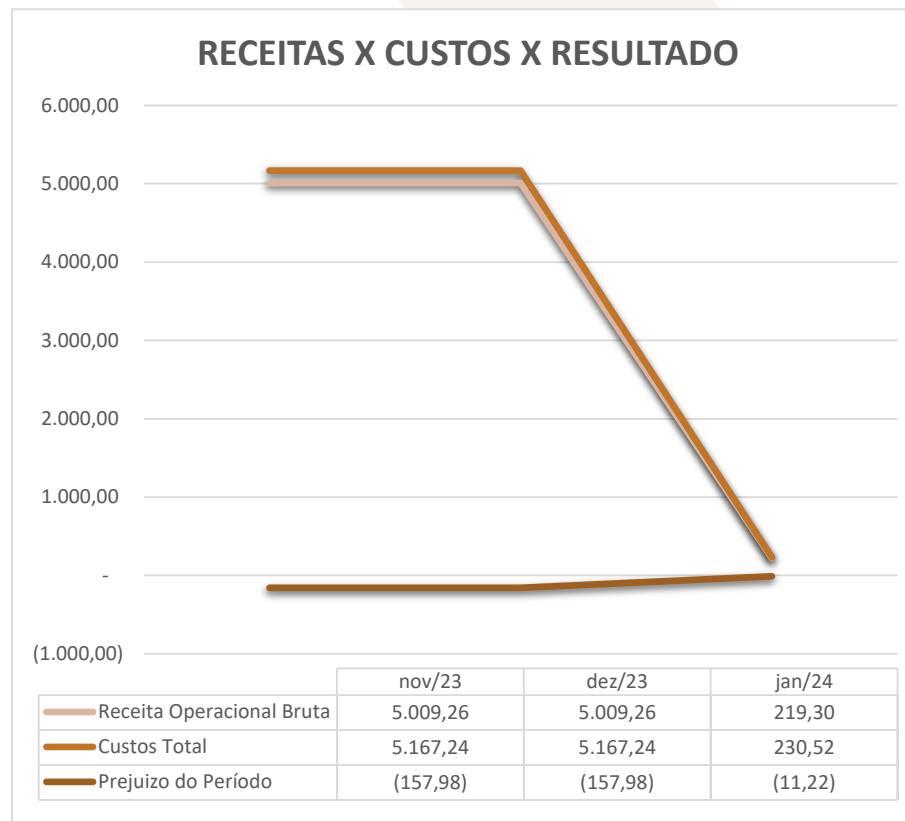 RECEITAS X CUSTOS X RESULTADO
6.000,00
5.000,00
4.000,00
3.000,00
2.000,00
1.000,00
-
(1.000,00)
nov/23 dez/23 jan/24
Receita Operacional Bruta 5.009,26 5.009,26 219,30
Custos Total 5.167,24 5.167,24 230,52
Prejuizo do Período (157,98) (157,98) (11,22)